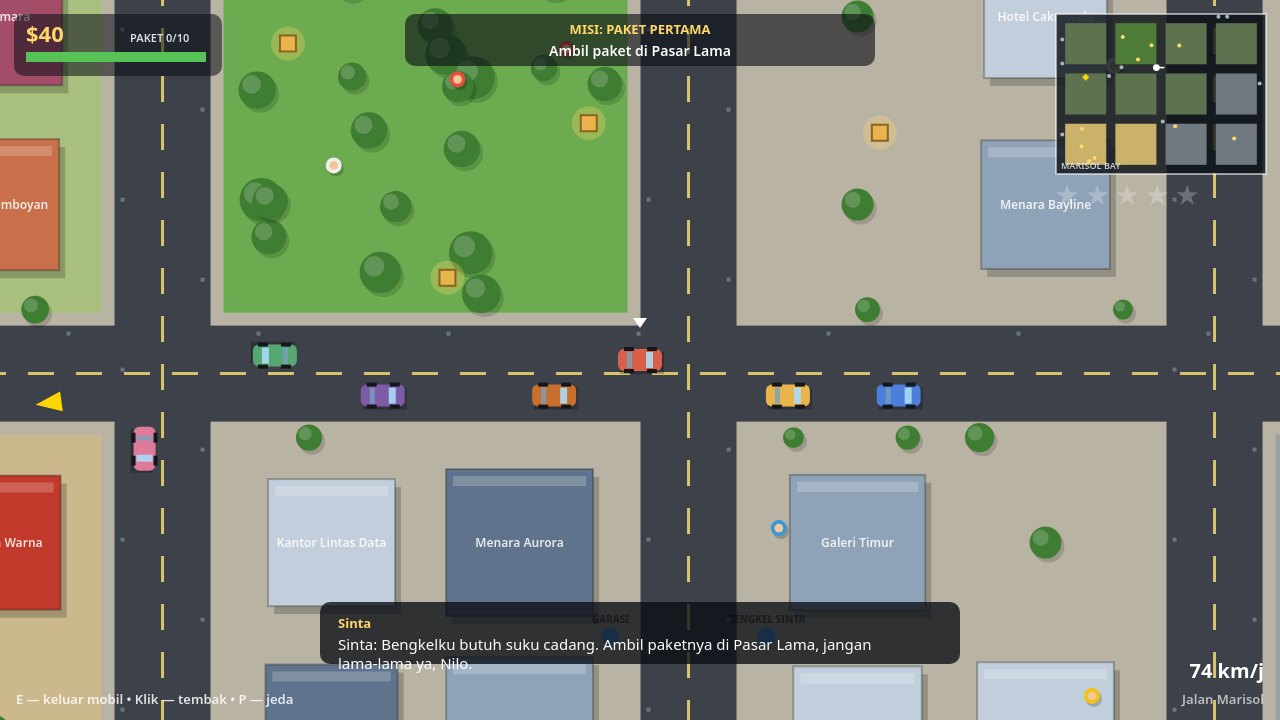 mara
$40
PAKET 0/10
MISI: PAKET PERTAMA
Ambil paket di Pasar Lama
MARISOL BAY
mboyan
Menara Bayline
Warna
Kantor Lintas Data
Menara Aurora
Galeri Timur
GARASI
BENGKEL SINTA
Sinta
Sinta: Bengkelku butuh suku cadang. Ambil paketnya di Pasar Lama, jangan
lama-lama ya, Nilo.
E — keluar mobil • Klik — tembak • P — jeda
74 km/j
Jalan Marisol